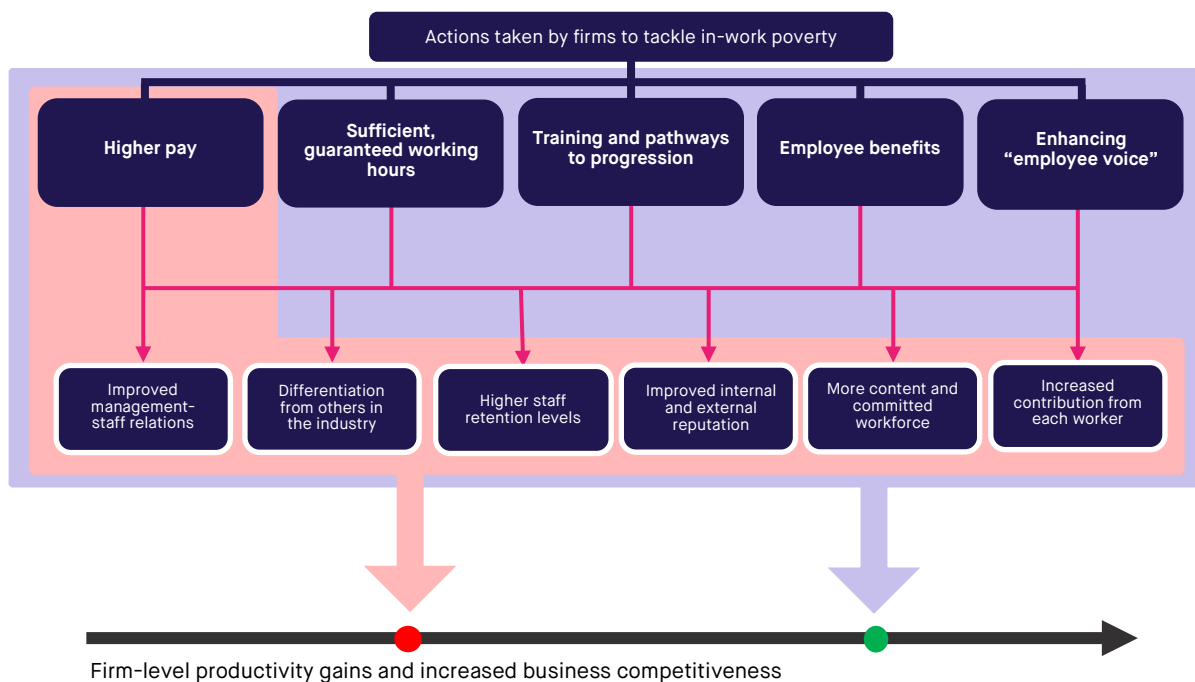 Actions taken by firms to tackle in-work poverty
Higher pay
Sufficient,
guaranteed working
hours
Training and pathways
to progression
Employee benefits
Enhancing
“employee voice”
Improved
management-
staff relations
Differentiation
from others in
the industry
Higher staff
retention levels
Improved internal
and external
reputation
More content and
committed
workforce
Increased
contribution from
each worker
Firm-level productivity gains and increased business competitiveness